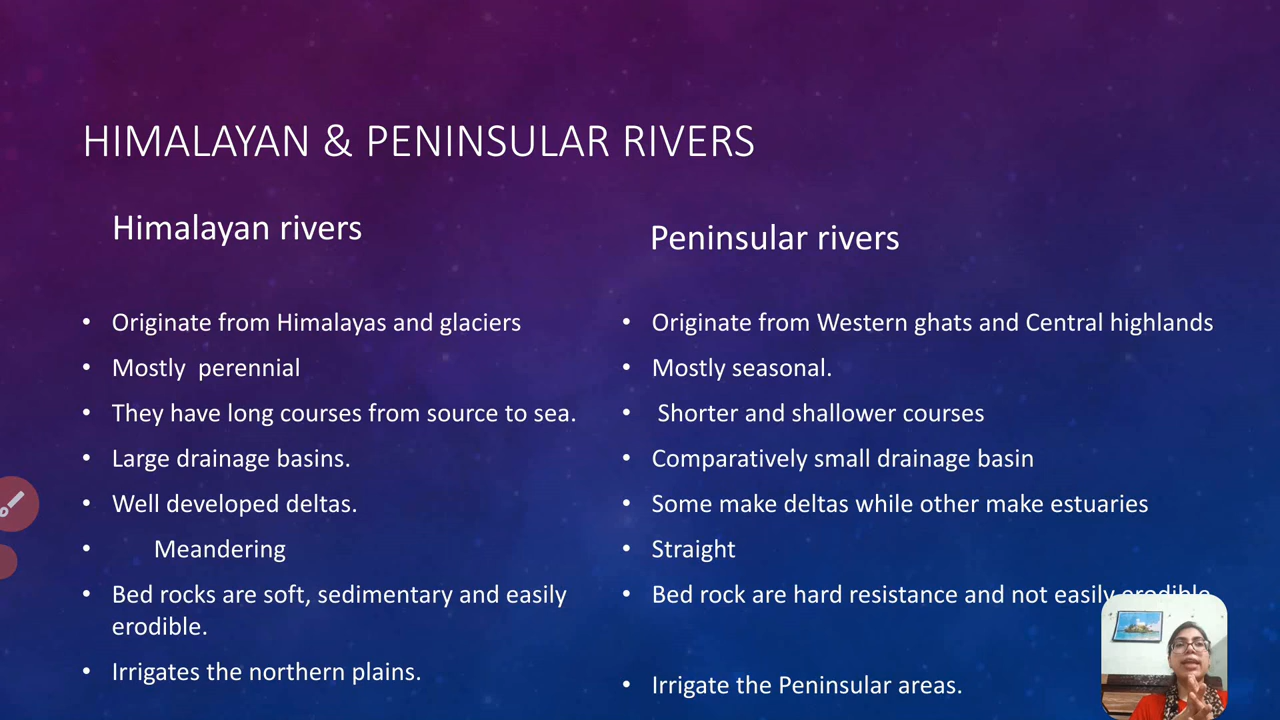 HIMALAYAN & PENINSULAR RIVERS
Himalayan rivers
• Originate from Himalayas and glaciers
• Mostly perennial
• They have long courses from source to sea.
• Large drainage basins.
• Well developed deltas.
• Meandering
• Bed rocks are soft, sedimentary and easily
erodible.
• Irrigates the northern plains.
Peninsular rivers
• Originate from Western ghats and Central highlands
• Mostly seasonal.
• Shorter and shallower courses
• Comparatively small drainage basin
• Some make deltas while other make estuaries
• Straight
• Bed rock are hard resistance and not easily erodible.
• Irrigate the Peninsular areas.